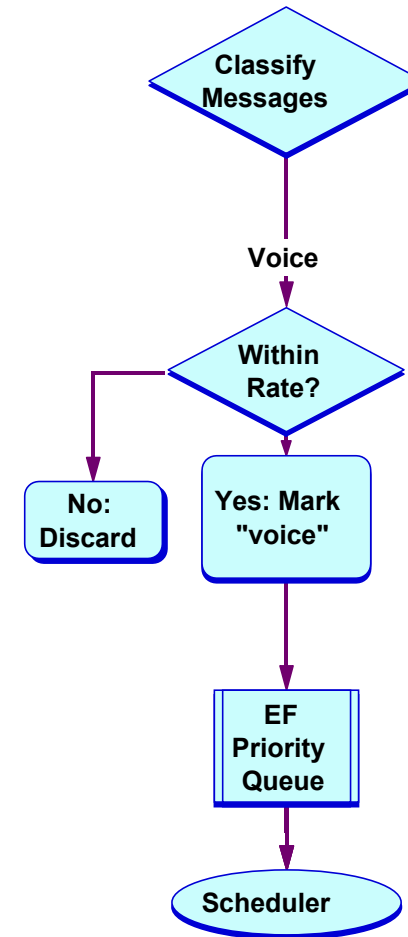 Classify
Messages
Voice
Within
Rate?
No:
Discard
Yes: Mark
"voice"
EF
Priority
Queue
Scheduler